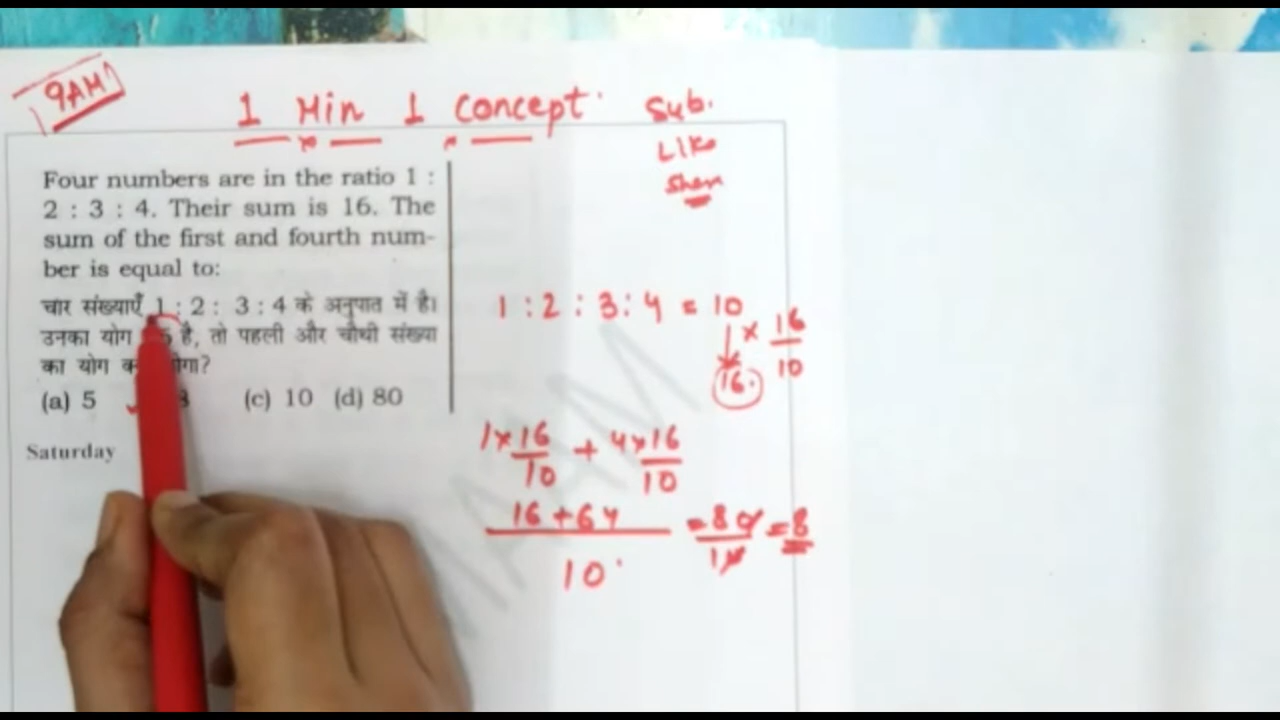 9AM
1 Min 1 Concept.
Sub.
Like
Share
Four numbers are in the ratio 1 :
2 : 3 : 4. Their sum is 16. The
sum of the first and fourth num-
ber is equal to:
चार संख्याएँ 1 : 2 : 3 : 4 के अनुपात में है।
उनका योग है, तो पहली और चौथी संख्या
का योग
(a) 5 (c) 10 (d) 80
Saturday
1 : 2 : 3 : 4 = 10
× 16/10
16.
1×16/10 + 4×16/10
16+64/10 = 80/10 = 8